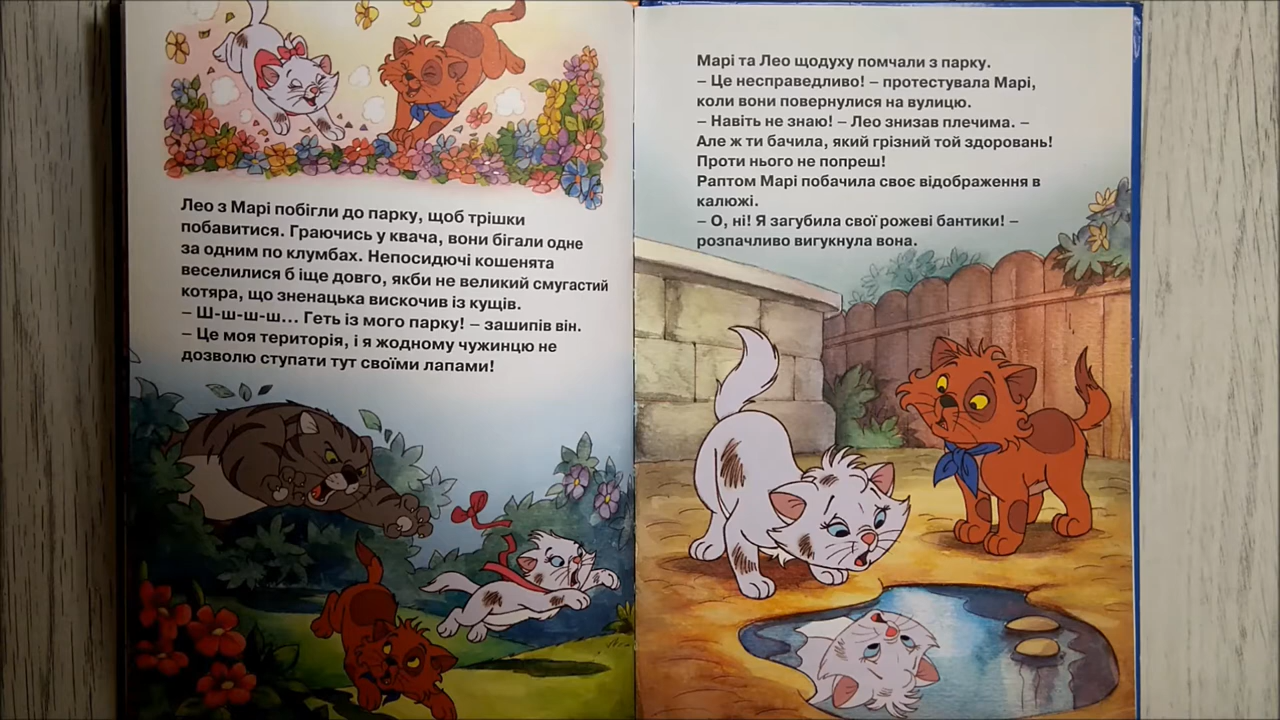 Лео з Марі побігли до парку, щоб трішки
побавитися. Граючись у квача, вони бігали одне
за одним по клумбах. Непосидючі кошенята
веселилися б іще довго, якби не великий смугастий
котяра, що зненацька вискочив із кущів.
– Ш-ш-ш-ш... Геть із мого парку! – зашипів він.
– Це моя територія, і я жодному чужинцю не
дозволю ступати тут своїми лапами!
Марі та Лео щодуху помчали з парку.
– Це несправедливо! – протестувала Марі,
коли вони повернулися на вулицю.
– Навіть не знаю! – Лео знизав плечима. –
Але ж ти бачила, який грізний той здоровань!
Проти нього не попреш!
Раптом Марі побачила своє відображення в
калюжі.
– О, ні! Я загубила свої рожеві бантики! –
розпачливо вигукнула вона.